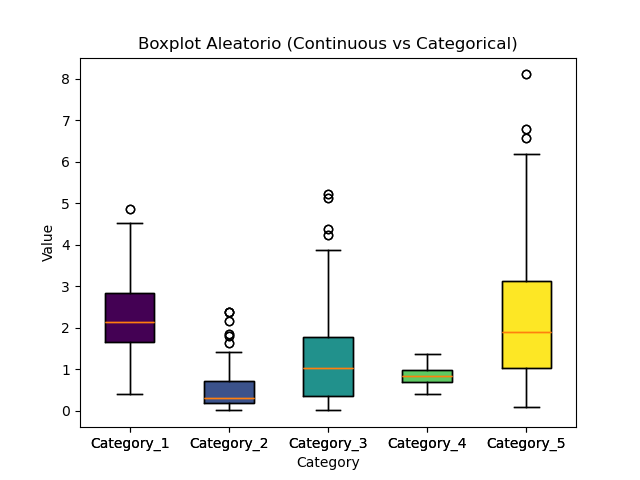 Boxplot Aleatorio (Continuous vs Categorical)
8
7
6
5
4
3
2
1
0
Value
Category_1 Category_2 Category_3 Category_4 Category_5
Category